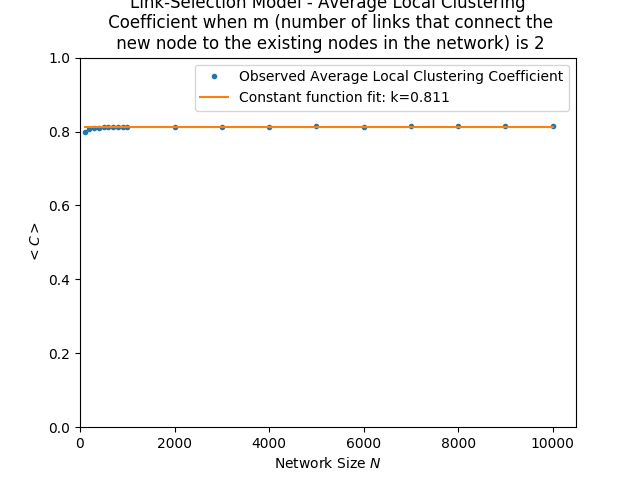 Link-Selection Model - Average Local Clustering
Coefficient when m (number of links that connect the
new node to the existing nodes in the network) is 2
1.0
Observed Average Local Clustering Coefficient
Constant function fit: k=0.811
0.8
0.6
< C >
0.4
0.2
0.0
0 2000 4000 6000 8000 10000
Network Size N